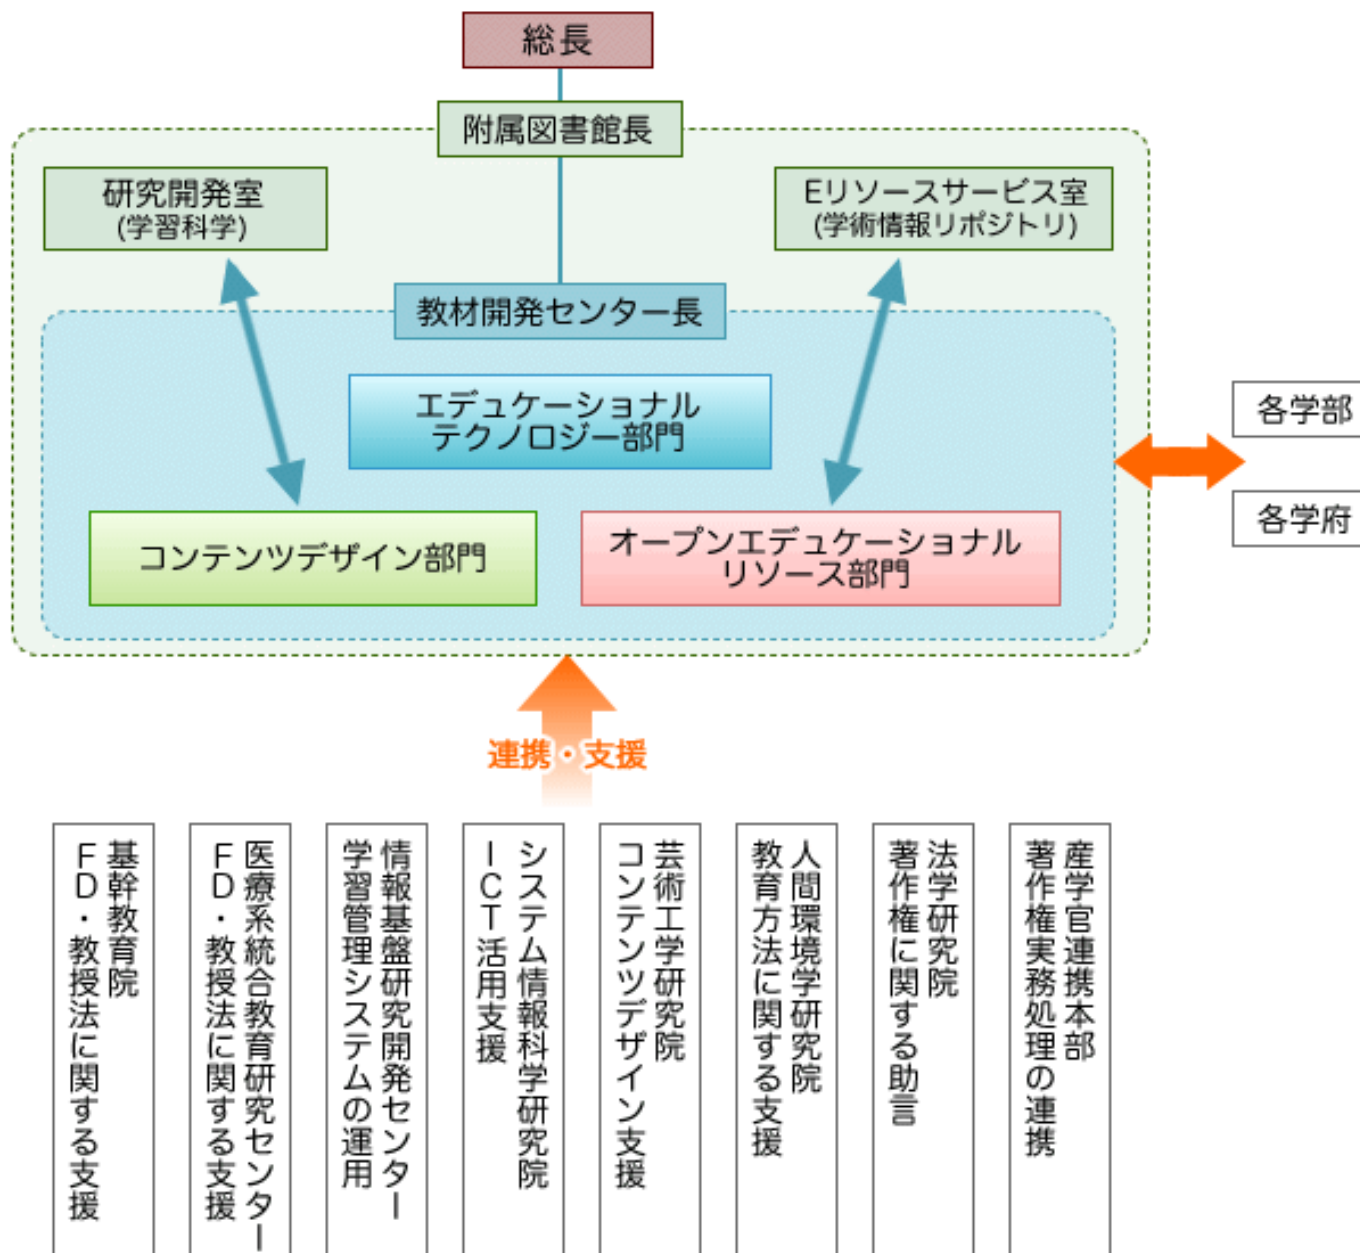 総長
附属図書館長
研究開発室
(学習科学)
Eリソースサービス室
(学術情報リポジトリ)
教材開発センター長
エデュケーショナル
テクノロジー部門
コンテンツデザイン部門
オープンエデュケーショナル
リソース部門
各学部
各学府
連携・支援
基幹教育院
FD・教授法に関する支援
医療系統合教育研究センター
FD・教授法に関する支援
情報基盤研究開発センター
学習管理システムの運用
システム情報科学研究院
ICT活用支援
芸術工学研究院
コンテンツデザイン支援
人間環境学研究院
教育方法に関する支援
法学研究院
著作権に関する助言
産学官連携本部
著作権実務処理の連携